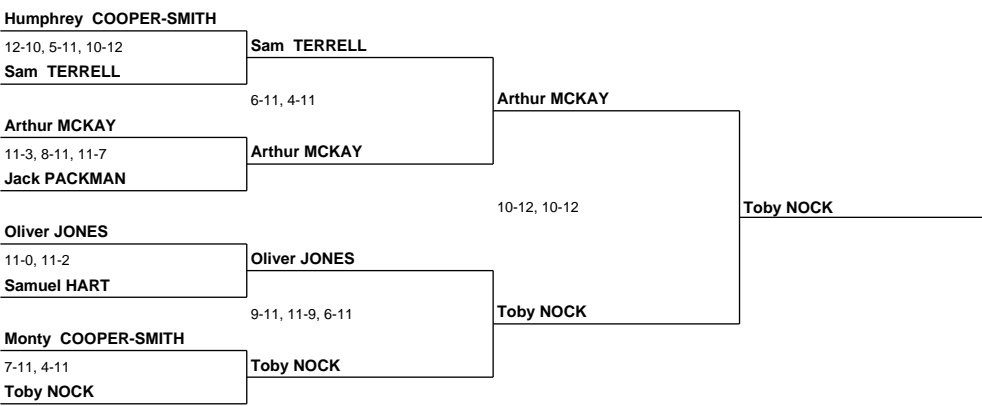 Humphrey  COOPER-SMITH
12-10, 5-11, 10-12
Sam  TERRELL
Sam  TERRELL
6-11, 4-11
Arthur MCKAY
Arthur MCKAY
11-3, 8-11, 11-7
Arthur MCKAY
Jack PACKMAN
10-12, 10-12
Toby NOCK
Oliver JONES
11-0, 11-2
Oliver JONES
Samuel HART
9-11, 11-9, 6-11
Toby NOCK
Monty  COOPER-SMITH
7-11, 4-11
Toby NOCK
Toby NOCK